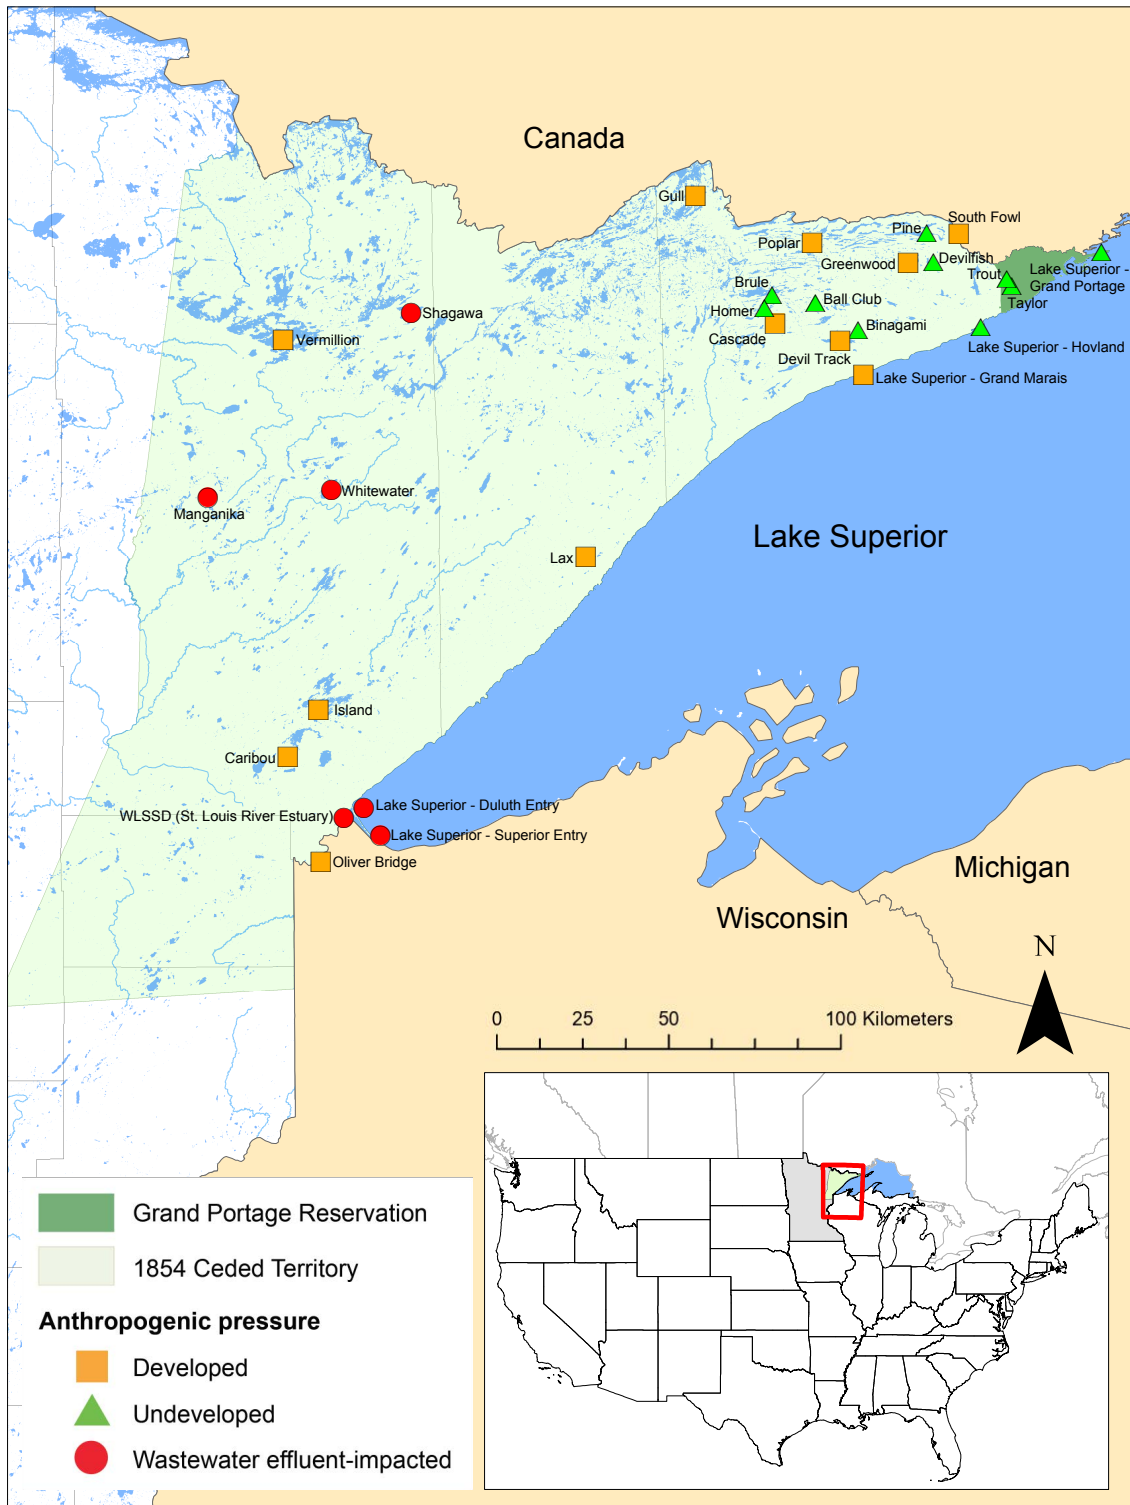 Canada
Gull
South Fowl
Pine
Poplar
Devilfish
Greenwood
Trout
Lake Superior -
Grand Portage
Brule
Taylor
Ball Club
Homer
Shagawa
Binagami
Vermillion
Cascade
Lake Superior - Hovland
Devil Track
Lake Superior - Grand Marais
Whitewater
Manganika
Lake Superior
Lax
Island
Caribou
Lake Superior - Duluth Entry
WLSSD (St. Louis River Estuary)
Lake Superior - Superior Entry
Oliver Bridge
Michigan
Wisconsin
N
0 25 50 100 Kilometers
Grand Portage Reservation
1854 Ceded Territory
Anthropogenic pressure
Developed
Undeveloped
Wastewater effluent-impacted